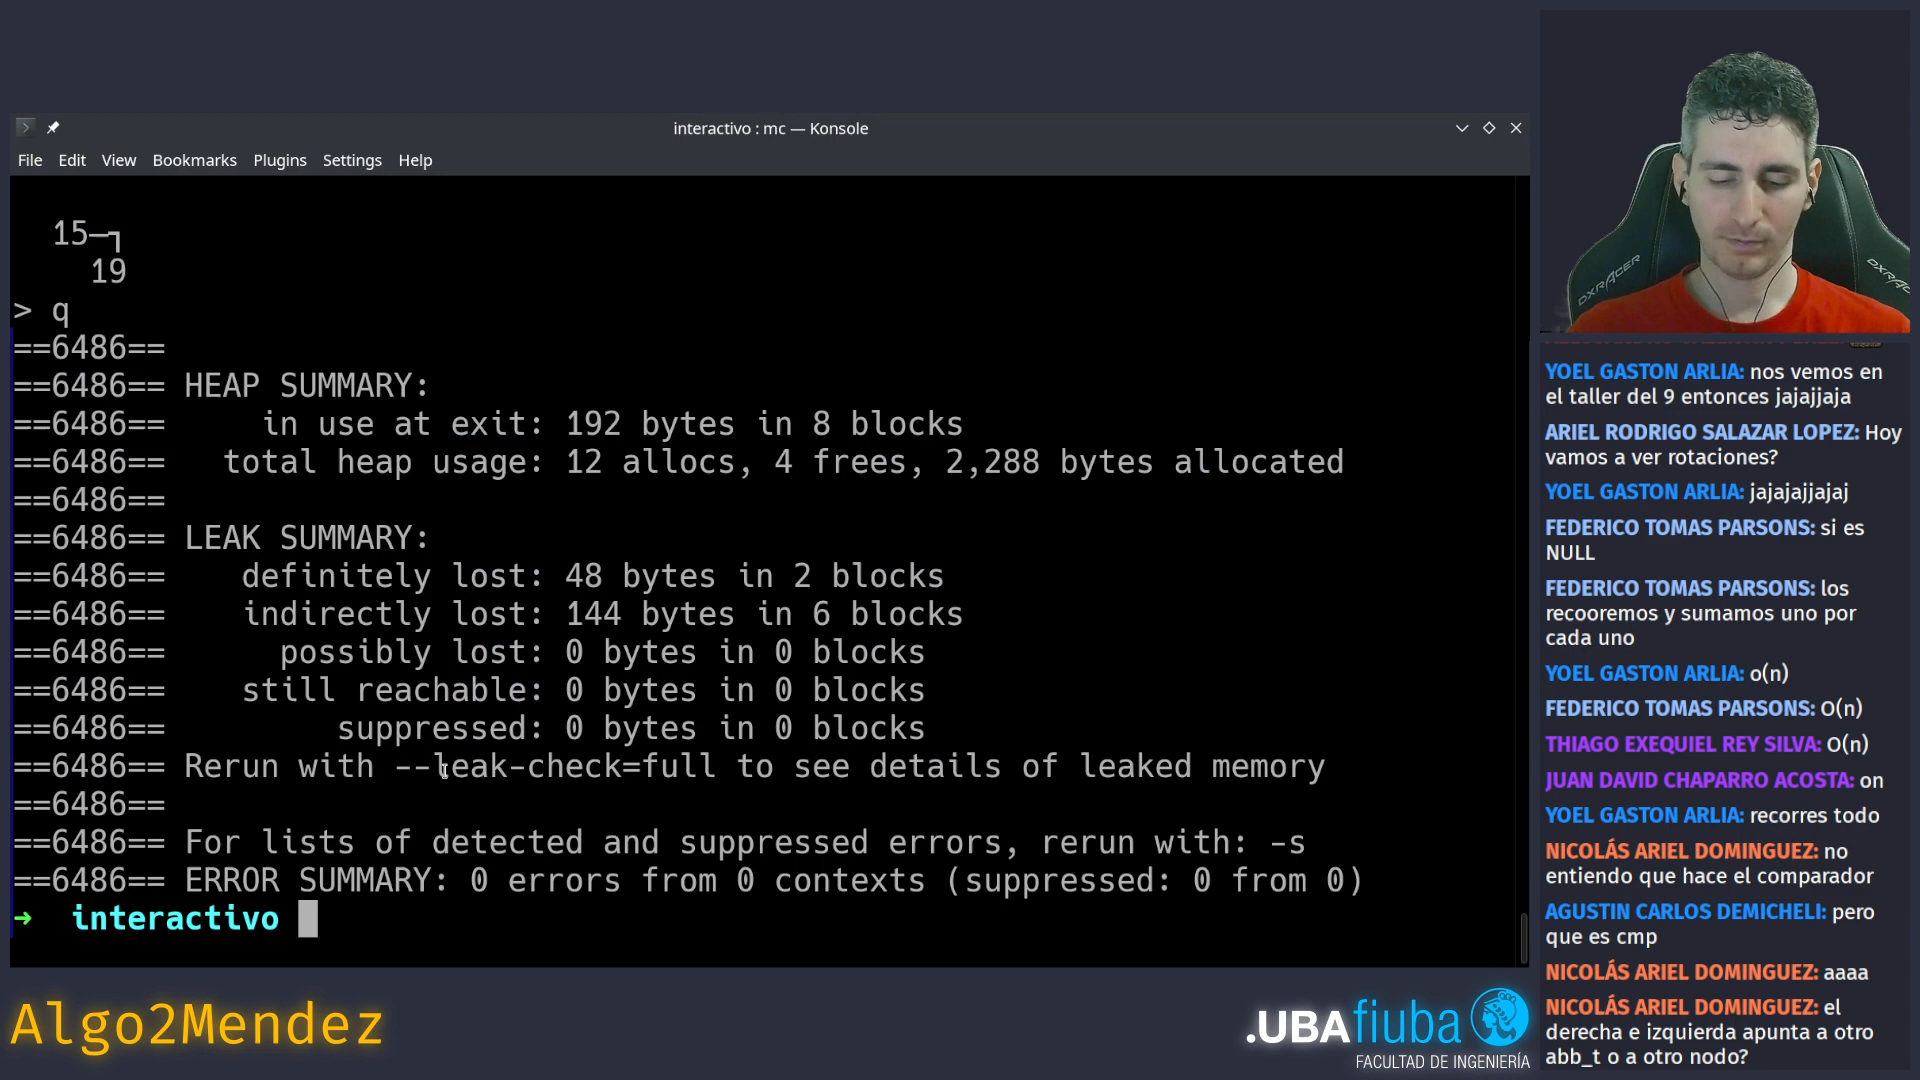 interactivo : mc — Konsole
File Edit View Bookmarks Plugins Settings Help
15—┐
19
> q
==6486==
==6486== HEAP SUMMARY:
==6486== in use at exit: 192 bytes in 8 blocks
==6486== total heap usage: 12 allocs, 4 frees, 2,288 bytes allocated
==6486==
==6486== LEAK SUMMARY:
==6486== definitely lost: 48 bytes in 2 blocks
==6486== indirectly lost: 144 bytes in 6 blocks
==6486== possibly lost: 0 bytes in 0 blocks
==6486== still reachable: 0 bytes in 0 blocks
==6486== suppressed: 0 bytes in 0 blocks
==6486== Rerun with --leak-check=full to see details of leaked memory
==6486==
==6486== For lists of detected and suppressed errors, rerun with: -s
==6486== ERROR SUMMARY: 0 errors from 0 contexts (suppressed: 0 from 0)
→ interactivo
DXRACER
YOEL GASTON ARLIA: nos vemos en
el taller del 9 entonces jajajjaja
ARIEL RODRIGO SALAZAR LOPEZ: Hoy
vamos a ver rotaciones?
YOEL GASTON ARLIA: jajajajjajaj
FEDERICO TOMAS PARSONS: si es
NULL
FEDERICO TOMAS PARSONS: los
recooremos y sumamos uno por
cada uno
YOEL GASTON ARLIA: o(n)
FEDERICO TOMAS PARSONS: O(n)
THIAGO EXEQUIEL REY SILVA: O(n)
JUAN DAVID CHAPARRO ACOSTA: on
YOEL GASTON ARLIA: recorres todo
NICOLÁS ARIEL DOMINGUEZ: no
entiendo que hace el comparador
AGUSTIN CARLOS DEMICHELI: pero
que es cmp
NICOLÁS ARIEL DOMINGUEZ: aaaa
NICOLÁS ARIEL DOMINGUEZ: el
derecha e izquierda apunta a otro
abb_t o a otro nodo?
Algo2Mendez
.UBAfiuba
FACULTAD DE INGENIERÍA